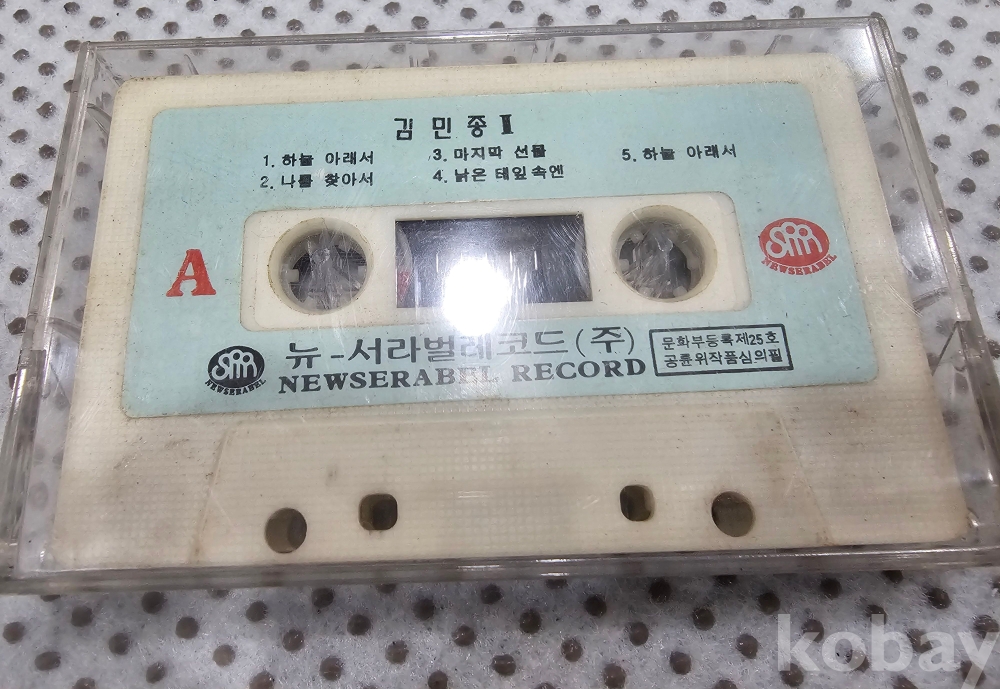 김민종 Ⅱ
1. 하늘 아래서
2. 나를 찾아서
3. 마지막 선물
4. 낡은 테잎속엔
5. 하늘 아래서
A
SRB
NEWSERABEL
SRB
NEWSERABEL
뉴-서라벌레코드(주)
NEWSERABEL RECORD
문화부등록제25호
공륜위작품심의필
kobay